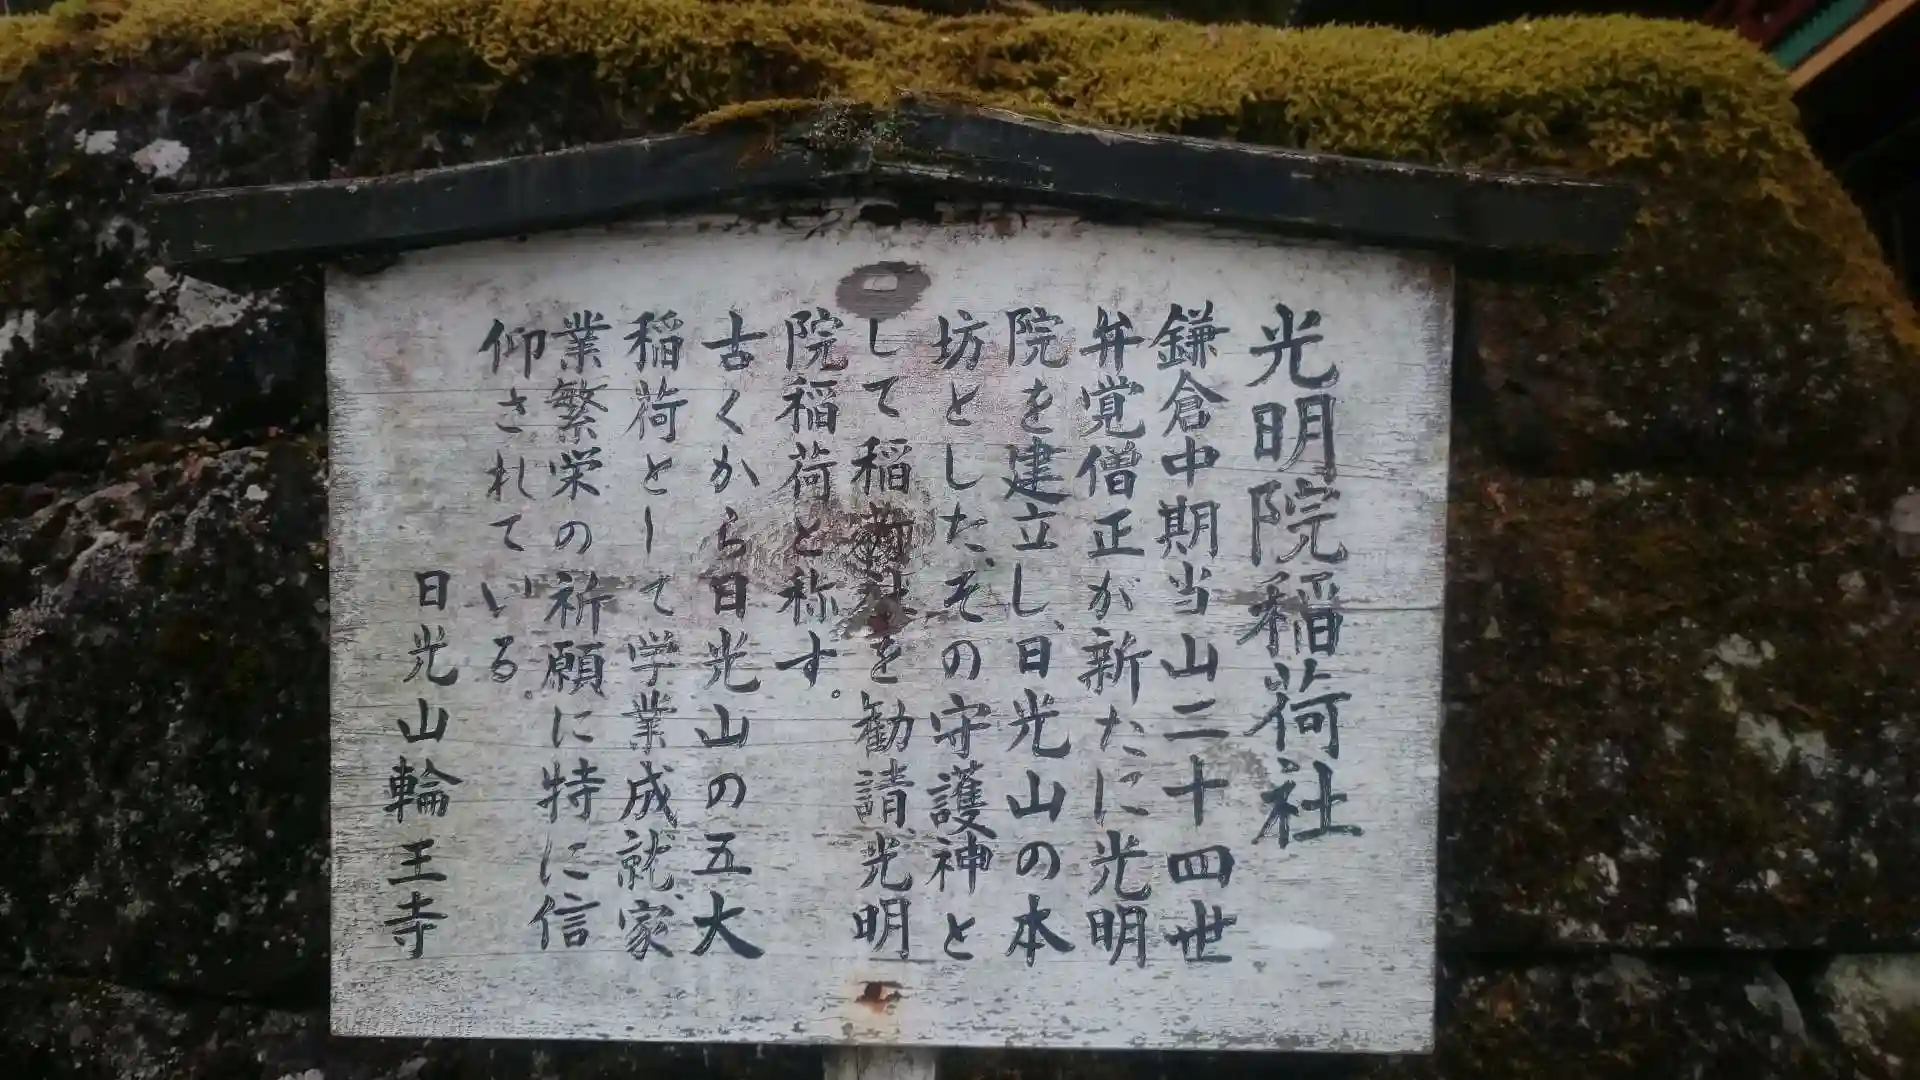 光明院稲荷社
鎌倉中期当山二十四世
弁覚僧正が新たに光明
院を建立し、日光山の本
坊とした。その守護神と
して稲荷社を勧請、光明
院稲荷と称す。
古くから日光山の五大
稲荷として学業成就、家
業繁栄の祈願に特に信
仰されている。
日光山輪王寺